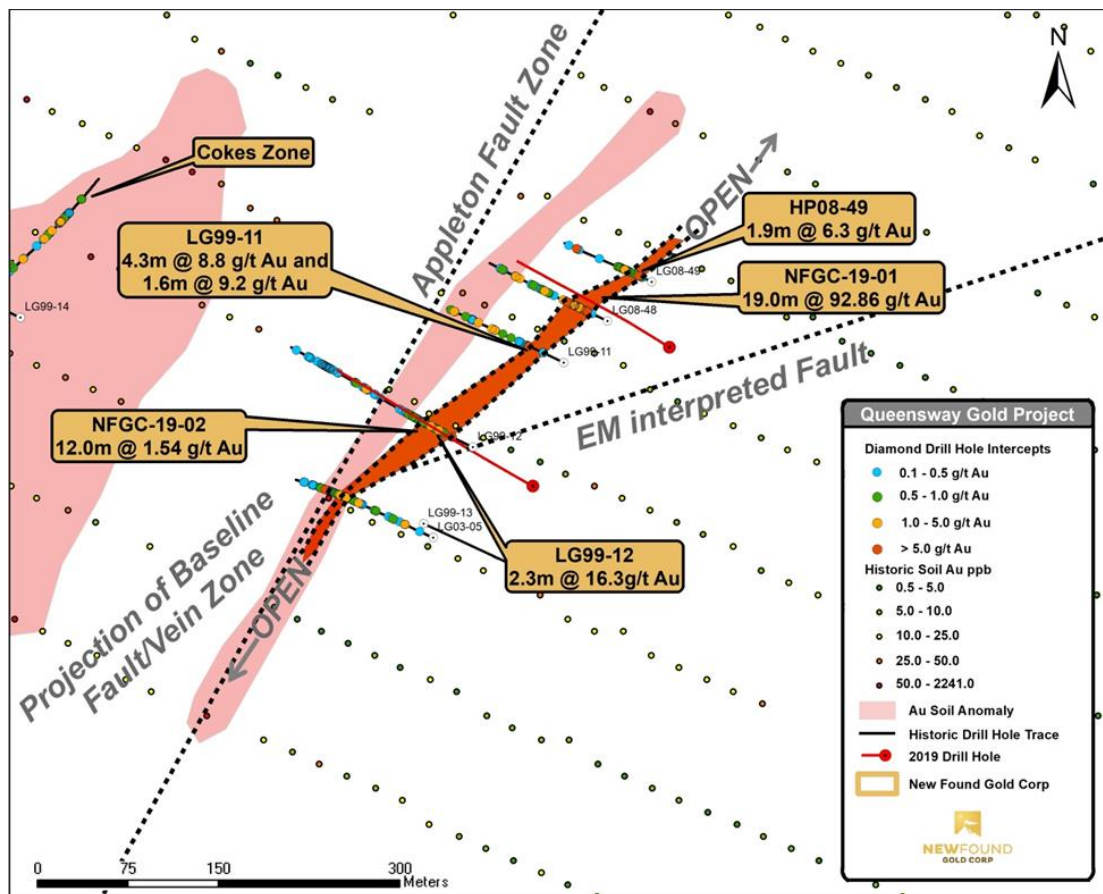 N
Appleton Fault Zone
Cokes Zone
OPEN
HP08-49
1.9m @ 6.3 g/t Au
LG99-11
4.3m @ 8.8 g/t Au and
1.6m @ 9.2 g/t Au
LG08-49
NFGC-19-01
19.0m @ 92.86 g/t Au
LG99-14
LG08-48
LG99-11
EM interpreted Fault
NFGC-19-02
12.0m @ 1.54 g/t Au
LG99-12
LG99-13
LG03-05
LG99-12
2.3m @ 16.3g/t Au
OPEN
Projection of Baseline
Fault/Vein Zone
Queensway Gold Project
Diamond Drill Hole Intercepts
0.1 - 0.5 g/t Au
0.5 - 1.0 g/t Au
1.0 - 5.0 g/t Au
> 5.0 g/t Au
Historic Soil Au ppb
0.5 - 5.0
5.0 - 10.0
10.0 - 25.0
25.0 - 50.0
50.0 - 2241.0
Au Soil Anomaly
Historic Drill Hole Trace
2019 Drill Hole
New Found Gold Corp
NEWFOUND
GOLD CORP
0 75 150 300
Meters